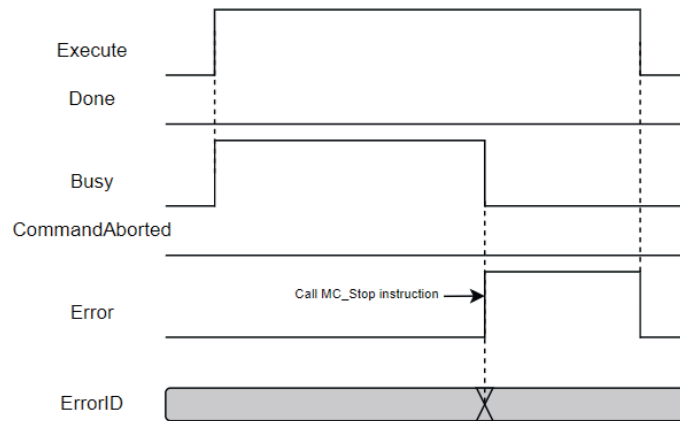 Execute
Done
Busy
CommandAborted
Call MC_Stop instruction
Error
ErrorID